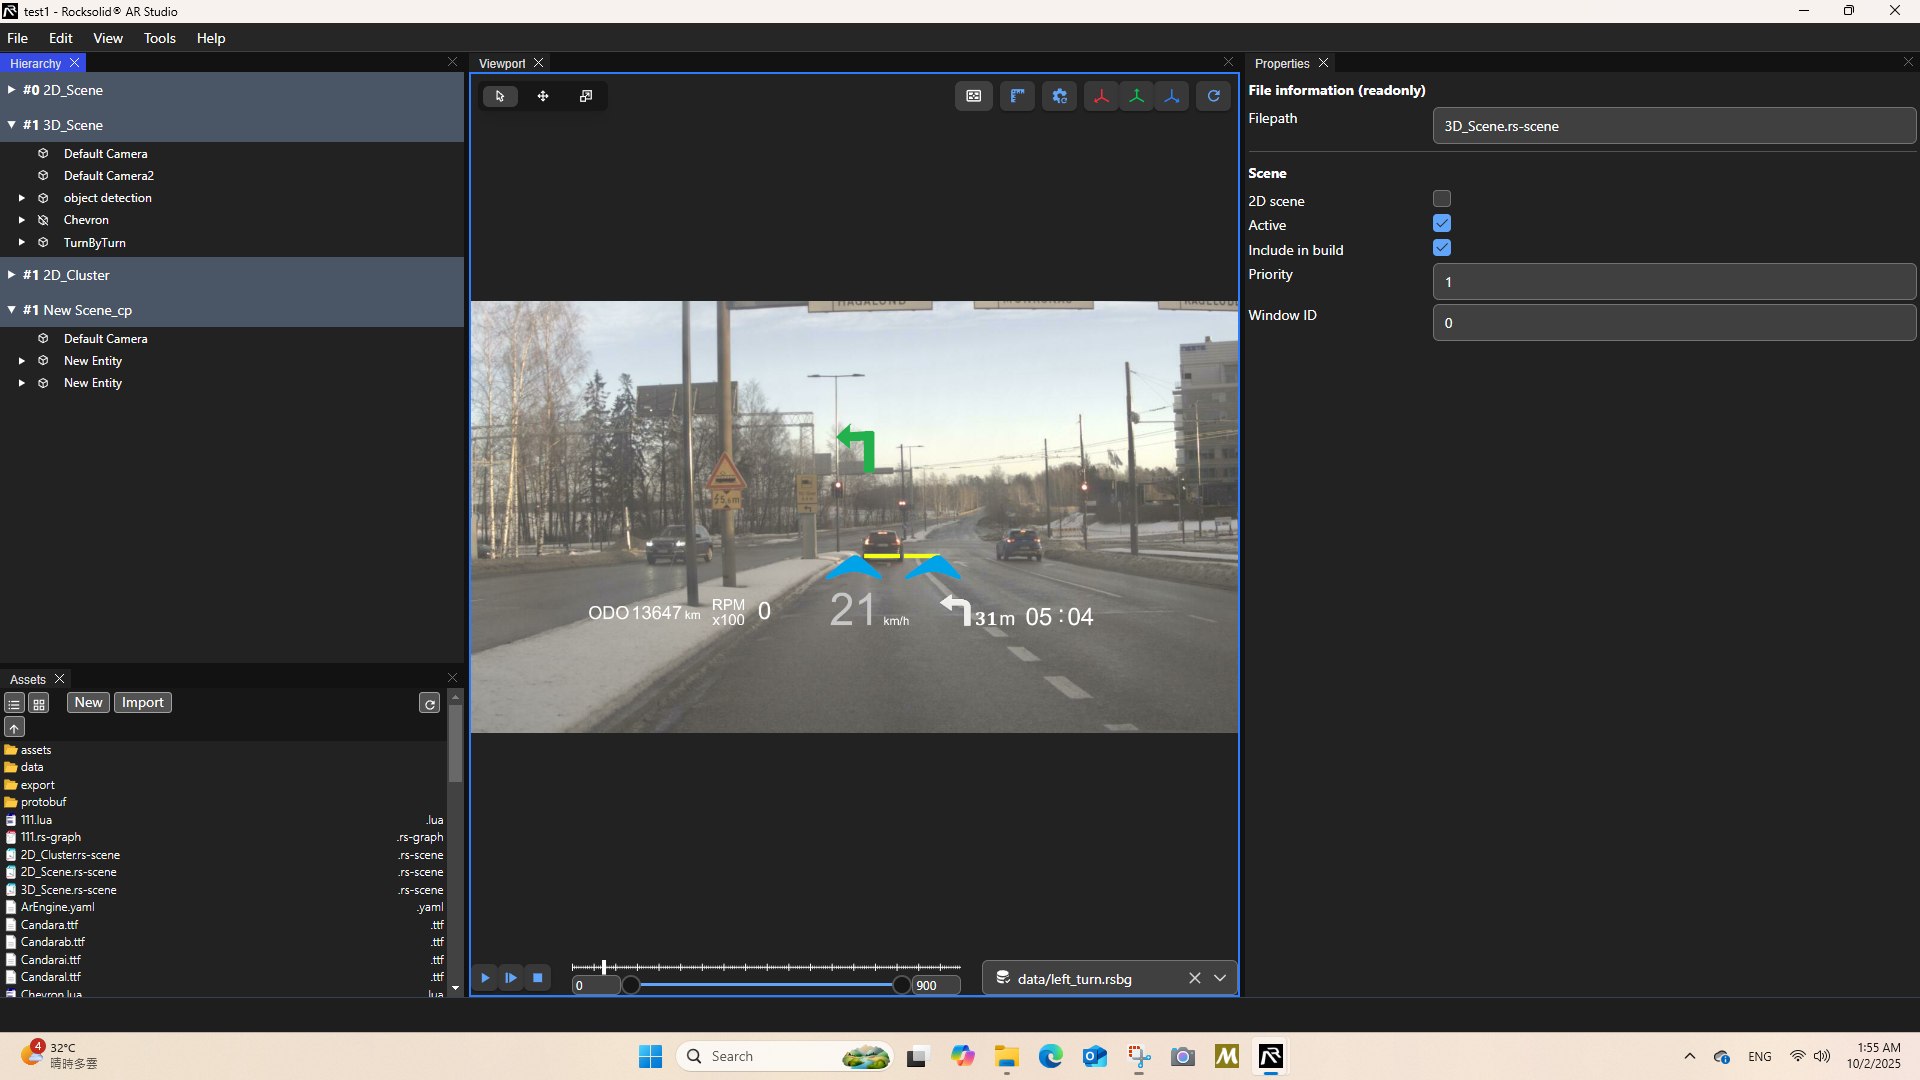 test1 - Rocksolid® AR Studio
File Edit View Tools Help
Hierarchy
#0 2D_Scene
#1 3D_Scene
Default Camera
Default Camera2
object detection
Chevron
TurnByTurn
#1 2D_Cluster
#1 New Scene_cp
Default Camera
New Entity
New Entity
Assets
New Import
assets
data
export
protobuf
111.lua .lua
111.rs-graph .rs-graph
2D_Cluster.rs-scene .rs-scene
2D_Scene.rs-scene .rs-scene
3D_Scene.rs-scene .rs-scene
ArEngine.yaml .yaml
Candara.ttf .ttf
Candarab.ttf .ttf
Candarai.ttf .ttf
Candaral.ttf .ttf
Chevron.lua .lua
Viewport
ODO 13647 km RPM x100 0 21 km/h 31m 05:04
0 900
data/left_turn.rsbg
Properties
File information (readonly)
Filepath 3D_Scene.rs-scene
Scene
2D scene
Active
Include in build
Priority 1
Window ID 0
4
32°C
晴時多雲
Search
ENG
1:55 AM
10/2/2025